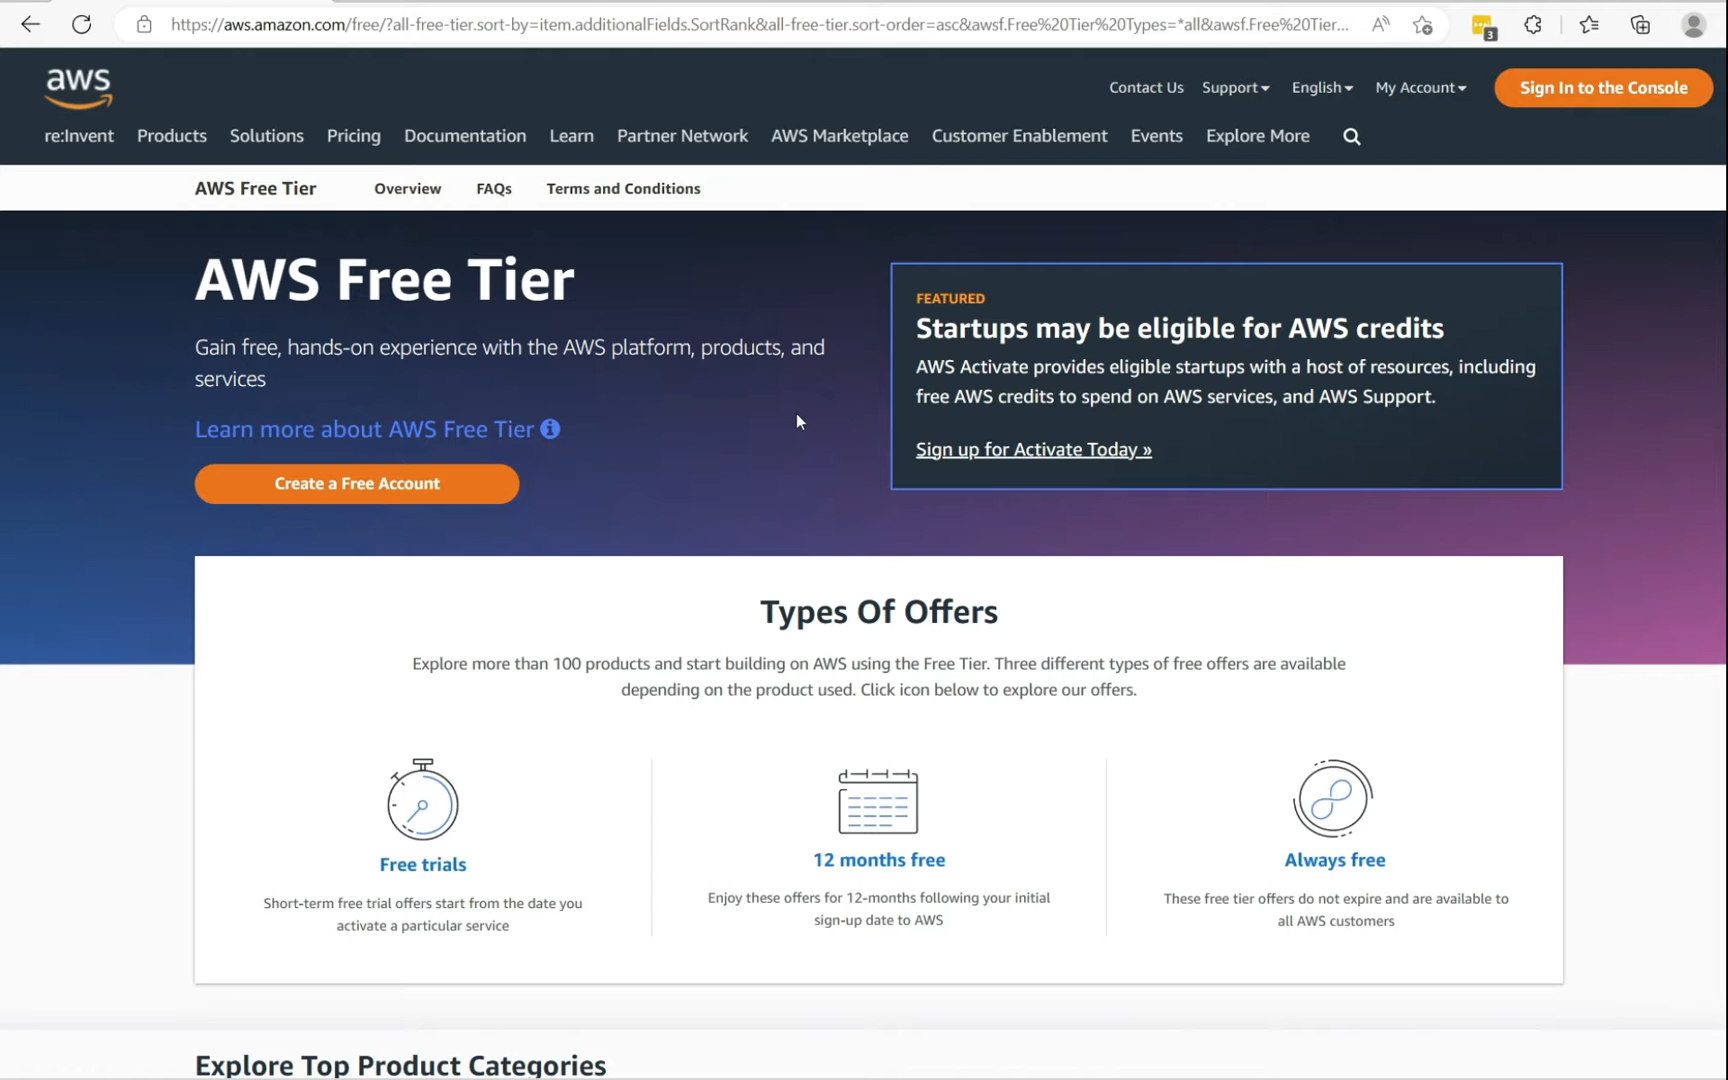 https://aws.amazon.com/free/?all-free-tier.sort-by=item.additionalFields.SortRank&all-free-tier.sort-order=asc&awsf.Free%20Tier%20Types=*all&awsf.Free%20Tier...
3
aws
Contact Us Support English My Account Sign In to the Console
re:Invent Products Solutions Pricing Documentation Learn Partner Network AWS Marketplace Customer Enablement Events Explore More
AWS Free Tier Overview FAQs Terms and Conditions
AWS Free Tier
Gain free, hands-on experience with the AWS platform, products, and
services
Learn more about AWS Free Tier
Create a Free Account
FEATURED
Startups may be eligible for AWS credits
AWS Activate provides eligible startups with a host of resources, including
free AWS credits to spend on AWS services, and AWS Support.
Sign up for Activate Today »
Types Of Offers
Explore more than 100 products and start building on AWS using the Free Tier. Three different types of free offers are available
depending on the product used. Click icon below to explore our offers.
Free trials
Short-term free trial offers start from the date you
activate a particular service
12 months free
Enjoy these offers for 12-months following your initial
sign-up date to AWS
Always free
These free tier offers do not expire and are available to
all AWS customers
Explore Top Product Categories